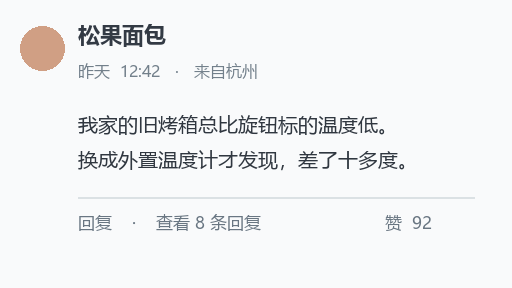 松果面包
昨天 12:42 · 来自杭州
我家的旧烤箱总比旋钮标的温度低。
换成外置温度计才发现，差了十多度。
回复 · 查看 8 条回复 赞 92